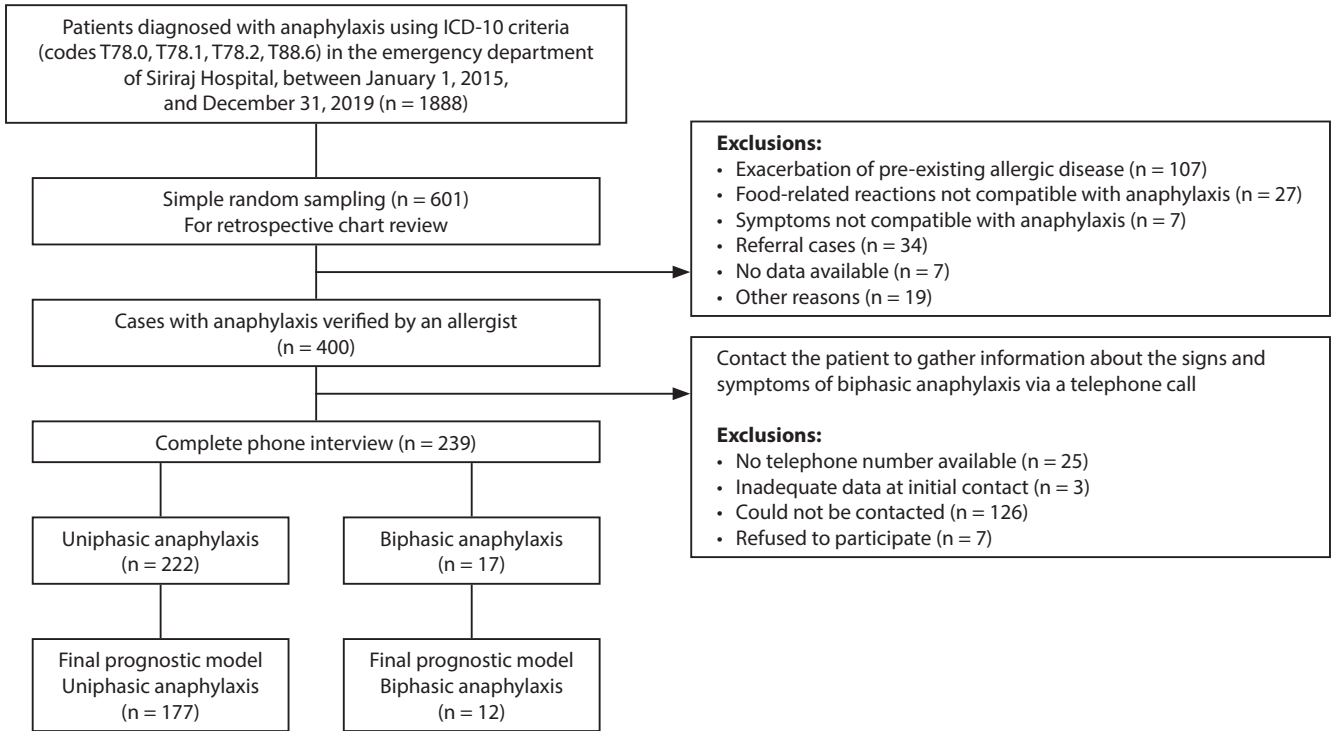 Patients diagnosed with anaphylaxis using ICD-10 criteria
(codes T78.0, T78.1, T78.2, T88.6) in the emergency department
of Siriraj Hospital, between January 1, 2015,
and December 31, 2019 (n = 1888)
Simple random sampling (n = 601)
For retrospective chart review
Exclusions:
• Exacerbation of pre-existing allergic disease (n = 107)
• Food-related reactions not compatible with anaphylaxis (n = 27)
• Symptoms not compatible with anaphylaxis (n = 7)
• Referral cases (n = 34)
• No data available (n = 7)
• Other reasons (n = 19)
Cases with anaphylaxis verified by an allergist
(n = 400)
Contact the patient to gather information about the signs and
symptoms of biphasic anaphylaxis via a telephone call
Exclusions:
• No telephone number available (n = 25)
• Inadequate data at initial contact (n = 3)
• Could not be contacted (n = 126)
• Refused to participate (n = 7)
Complete phone interview (n = 239)
Uniphasic anaphylaxis
(n = 222)
Biphasic anaphylaxis
(n = 17)
Final prognostic model
Uniphasic anaphylaxis
(n = 177)
Final prognostic model
Biphasic anaphylaxis
(n = 12)